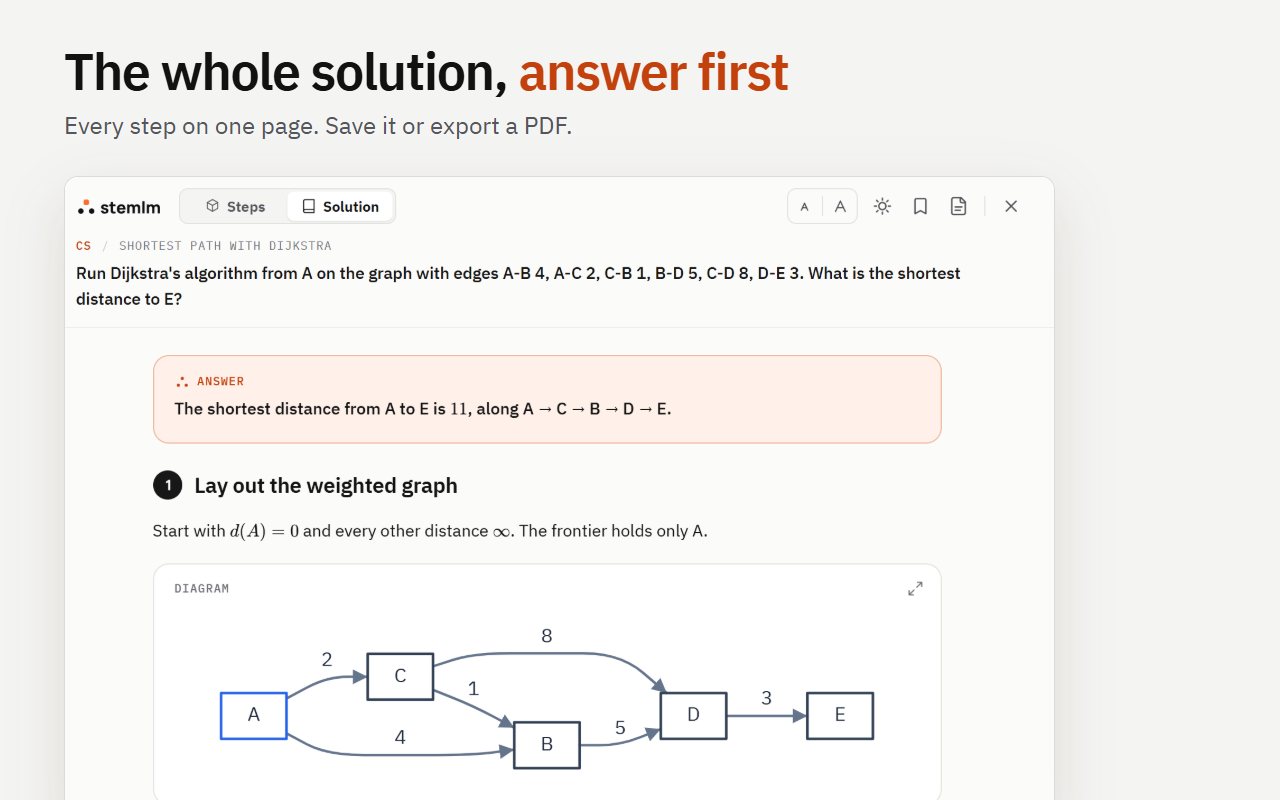 The whole solution, answer first
Every step on one page. Save it or export a PDF.
stemlm Steps Solution A A
CS / SHORTEST PATH WITH DIJKSTRA
Run Dijkstra's algorithm from A on the graph with edges A-B 4, A-C 2, C-B 1, B-D 5, C-D 8, D-E 3. What is the shortest
distance to E?
ANSWER
The shortest distance from A to E is 11, along A → C → B → D → E.
1 Lay out the weighted graph
Start with d(A) = 0 and every other distance ∞. The frontier holds only A.
DIAGRAM
8
2
C
1
3
A
D
E
4
5
B